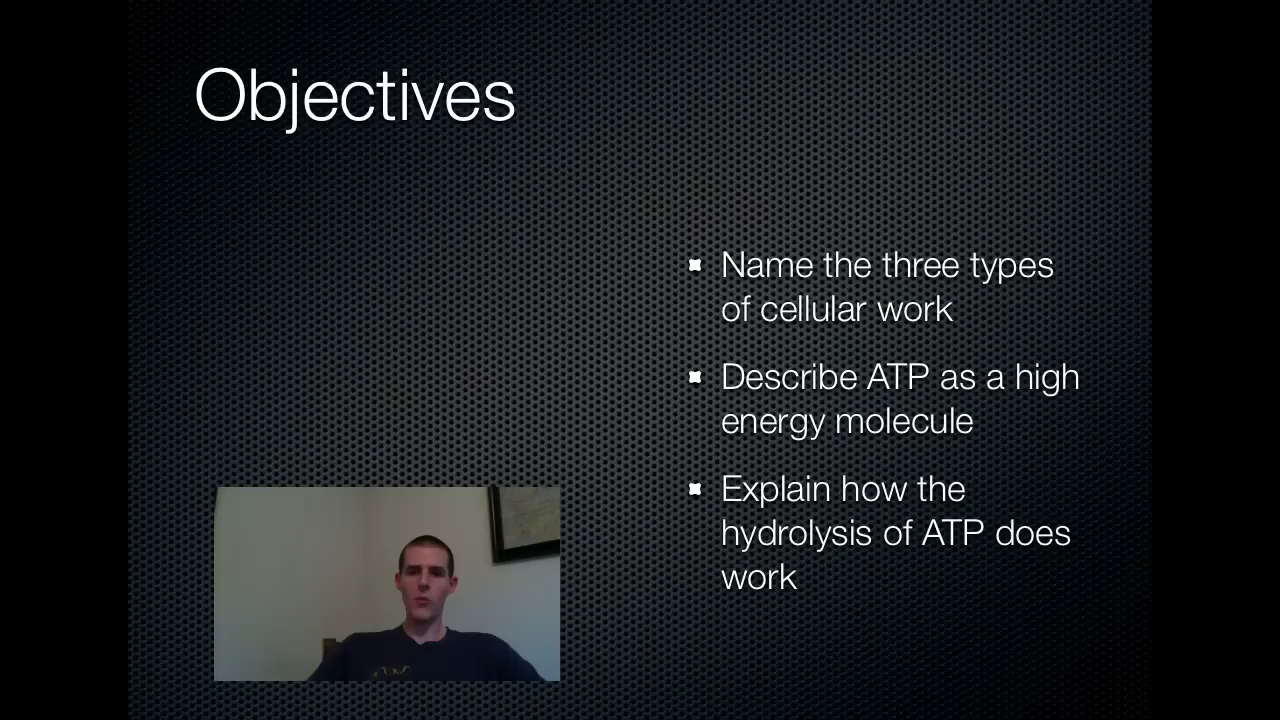 Objectives
Name the three types
of cellular work
Describe ATP as a high
energy molecule
Explain how the
hydrolysis of ATP does
work